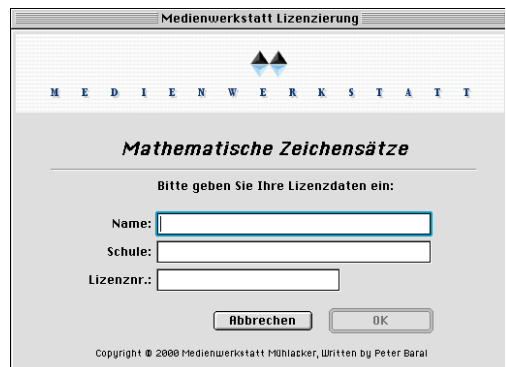 Medienwerkstatt Lizenzierung
MEDIENWERKSTATT
Mathematische Zeichensätze
Bitte geben Sie Ihre Lizenzdaten ein:
Name:
Schule:
Lizenznr.:
Abbrechen OK
Copyright © 2000 Medienwerkstatt Mühlacker, Written by Peter Baral